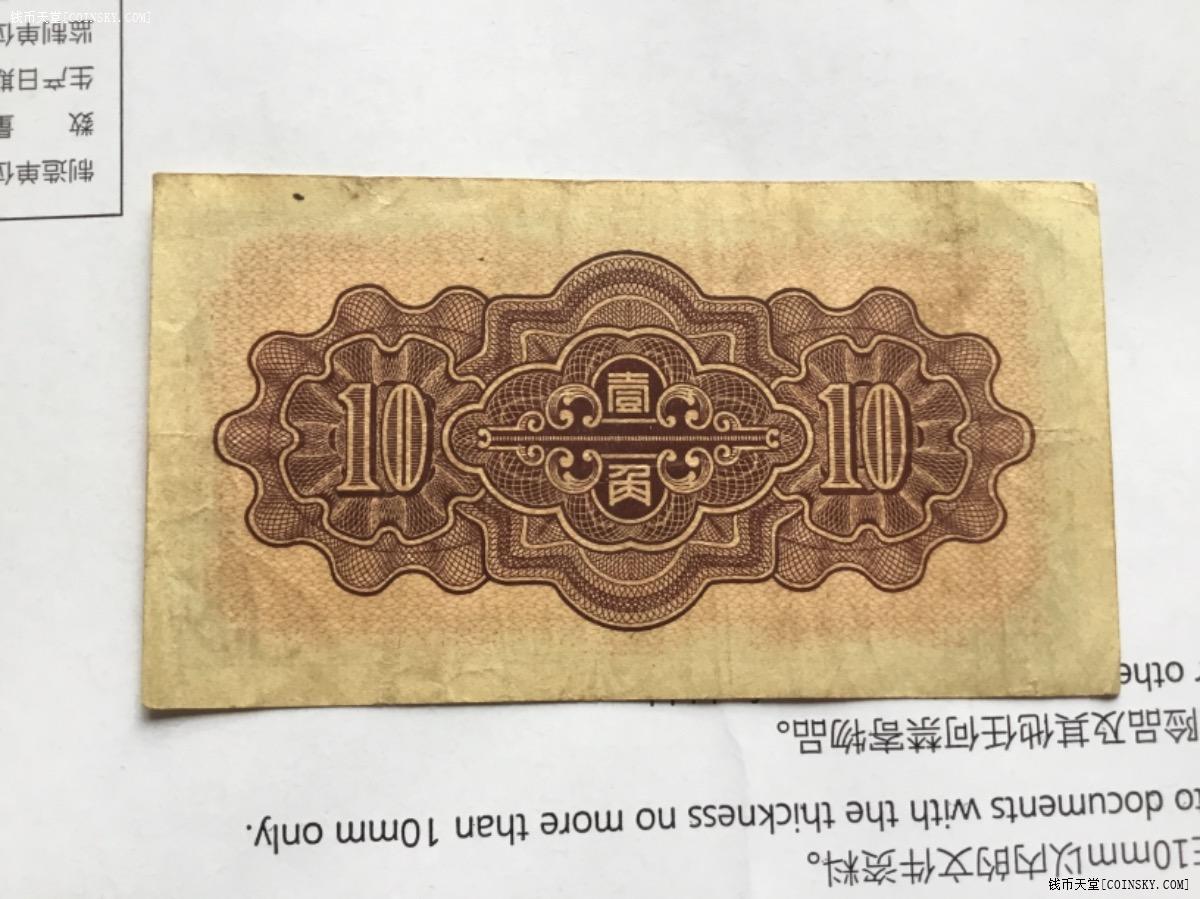 钱币天堂[COINSKY.COM]
监制单位
生产日期
数 量
制造单位
壹
10 10
角
险品及其他任何禁寄物品。
to documents with the thickness no more than 10mm only.
10mm以内的文件资料。
钱币天堂[COINSKY.COM]